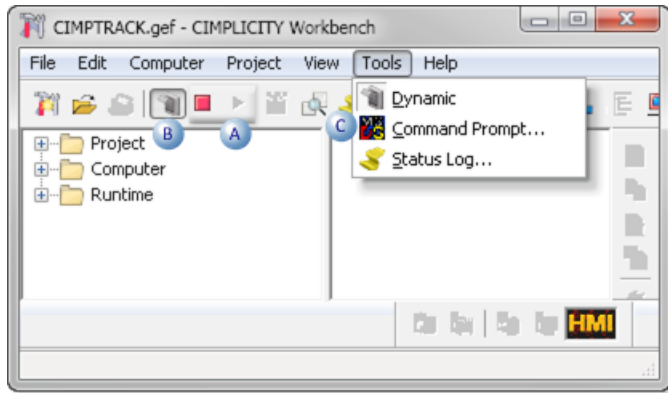 CIMPTRACK.gef - CIMPLICITY Workbench
File Edit Computer Project View Tools Help
Dynamic
B A C Command Prompt...
Project
Status Log...
Computer
Runtime
HMI